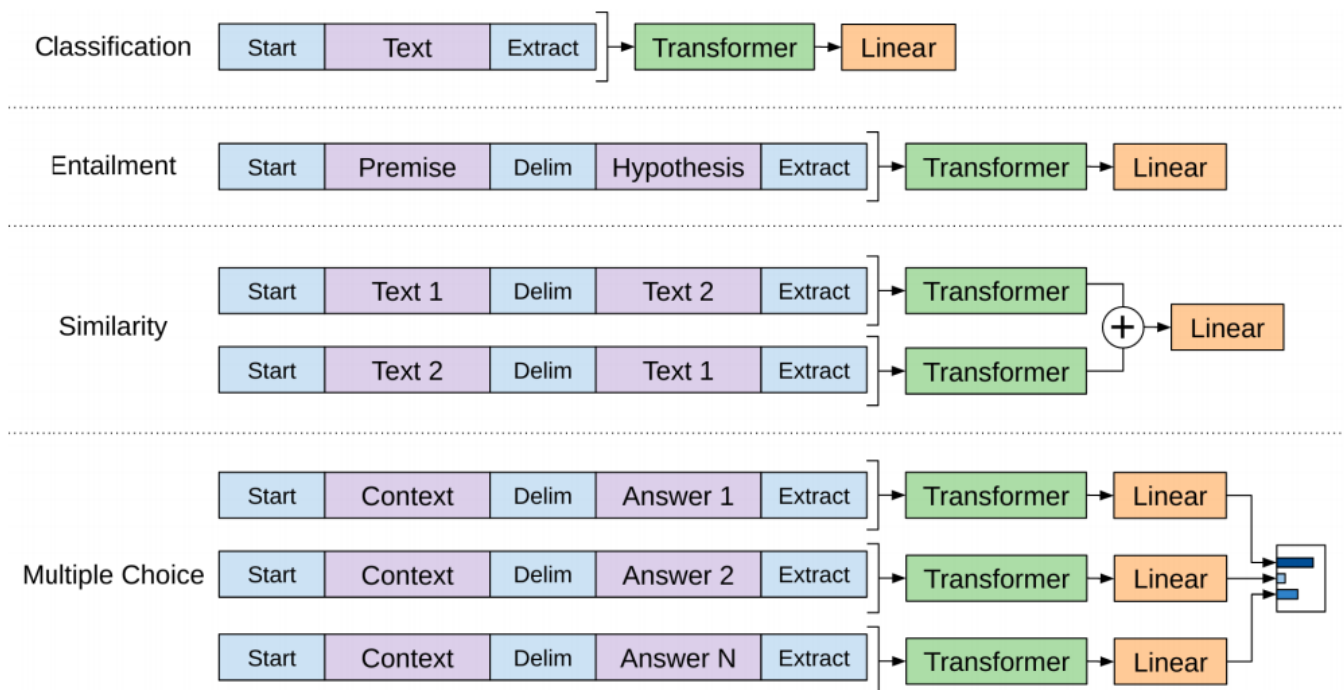 Classification Start Text Extract Transformer Linear
Entailment Start Premise Delim Hypothesis Extract Transformer Linear
Similarity
Start Text 1 Delim Text 2 Extract Transformer
+ Linear
Start Text 2 Delim Text 1 Extract Transformer
Multiple Choice
Start Context Delim Answer 1 Extract Transformer Linear
Start Context Delim Answer 2 Extract Transformer Linear
Start Context Delim Answer N Extract Transformer Linear